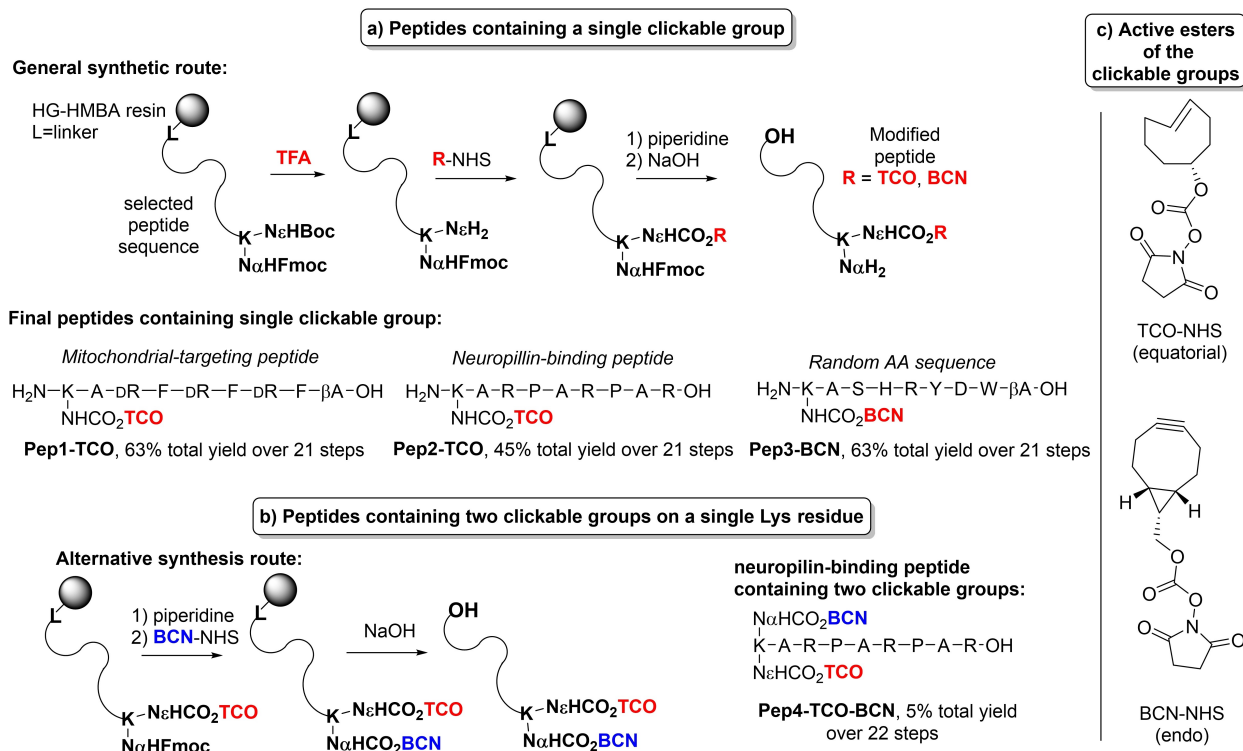 a) Peptides containing a single clickable group
General synthetic route:
HG-HMBA resin
L=linker
L
selected
peptide
sequence
K
NεHBoc
NαHFmoc
TFA
L
K
NεH2
NαHFmoc
R-NHS
L
K
NεHCO2R
NαHFmoc
1) piperidine
2) NaOH
OH
K
NεHCO2R
NαH2
Modified
peptide
R = TCO, BCN
Final peptides containing single clickable group:
Mitochondrial-targeting peptide
H2N-K-A-DR-F-DR-F-DR-F-βA-OH
NHCO2TCO
Pep1-TCO, 63% total yield over 21 steps
Neuropillin-binding peptide
H2N-K-A-R-P-A-R-P-A-R-OH
NHCO2TCO
Pep2-TCO, 45% total yield over 21 steps
Random AA sequence
H2N-K-A-S-H-R-Y-D-W-βA-OH
NHCO2BCN
Pep3-BCN, 63% total yield over 21 steps
b) Peptides containing two clickable groups on a single Lys residue
Alternative synthesis route:
L
K
NεHCO2TCO
NαHFmoc
1) piperidine
2) BCN-NHS
L
K
NεHCO2TCO
NαHCO2BCN
NaOH
OH
K
NεHCO2TCO
NαHCO2BCN
neuropilin-binding peptide
containing two clickable groups:
NαHCO2BCN
K-A-R-P-A-R-P-A-R-OH
NεHCO2TCO
Pep4-TCO-BCN, 5% total yield
over 22 steps
c) Active esters
of the
clickable groups
O
O
O
O
N
O
TCO-NHS
(equatorial)
H
H
O
O
O
O
N
O
BCN-NHS
(endo)